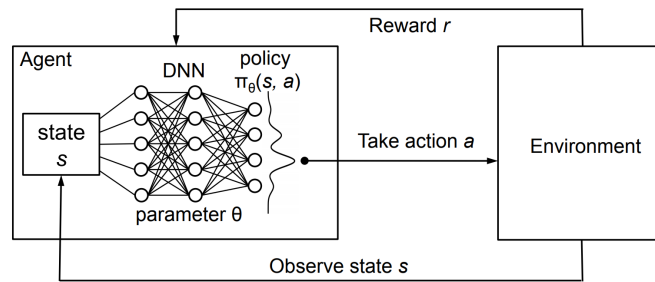 Reward r
Agent
DNN
policy
πθ(s, a)
state
s
Take action a
Environment
parameter θ
Observe state s